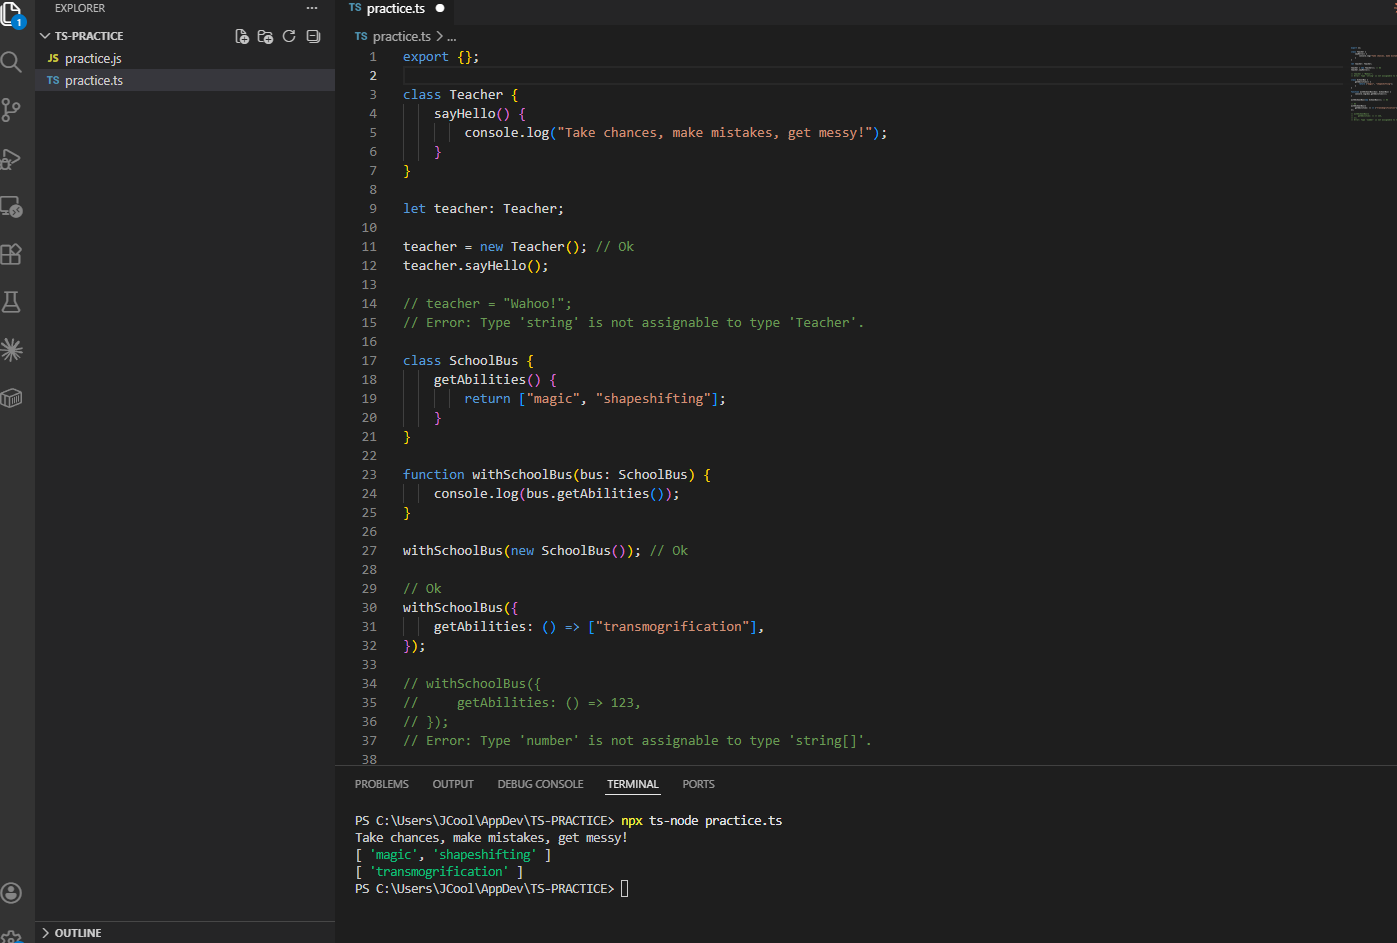 EXPLORER ...
TS-PRACTICE
JS practice.js
TS practice.ts
1
TS practice.ts
TS practice.ts > ...
1 export {};
2
3 class Teacher {
4 sayHello() {
5 console.log("Take chances, make mistakes, get messy!");
6 }
7 }
8
9 let teacher: Teacher;
10
11 teacher = new Teacher(); // Ok
12 teacher.sayHello();
13
14 // teacher = "Wahoo!";
15 // Error: Type 'string' is not assignable to type 'Teacher'.
16
17 class SchoolBus {
18 getAbilities() {
19 return ["magic", "shapeshifting"];
20 }
21 }
22
23 function withSchoolBus(bus: SchoolBus) {
24 console.log(bus.getAbilities());
25 }
26
27 withSchoolBus(new SchoolBus()); // Ok
28
29 // Ok
30 withSchoolBus({
31 getAbilities: () => ["transmogrification"],
32 });
33
34 // withSchoolBus({
35 // getAbilities: () => 123,
36 // });
37 // Error: Type 'number' is not assignable to type 'string[]'.
38
PROBLEMS OUTPUT DEBUG CONSOLE TERMINAL PORTS
PS C:\Users\JCool\AppDev\TS-PRACTICE> npx ts-node practice.ts
Take chances, make mistakes, get messy!
[ 'magic', 'shapeshifting' ]
[ 'transmogrification' ]
PS C:\Users\JCool\AppDev\TS-PRACTICE>
OUTLINE